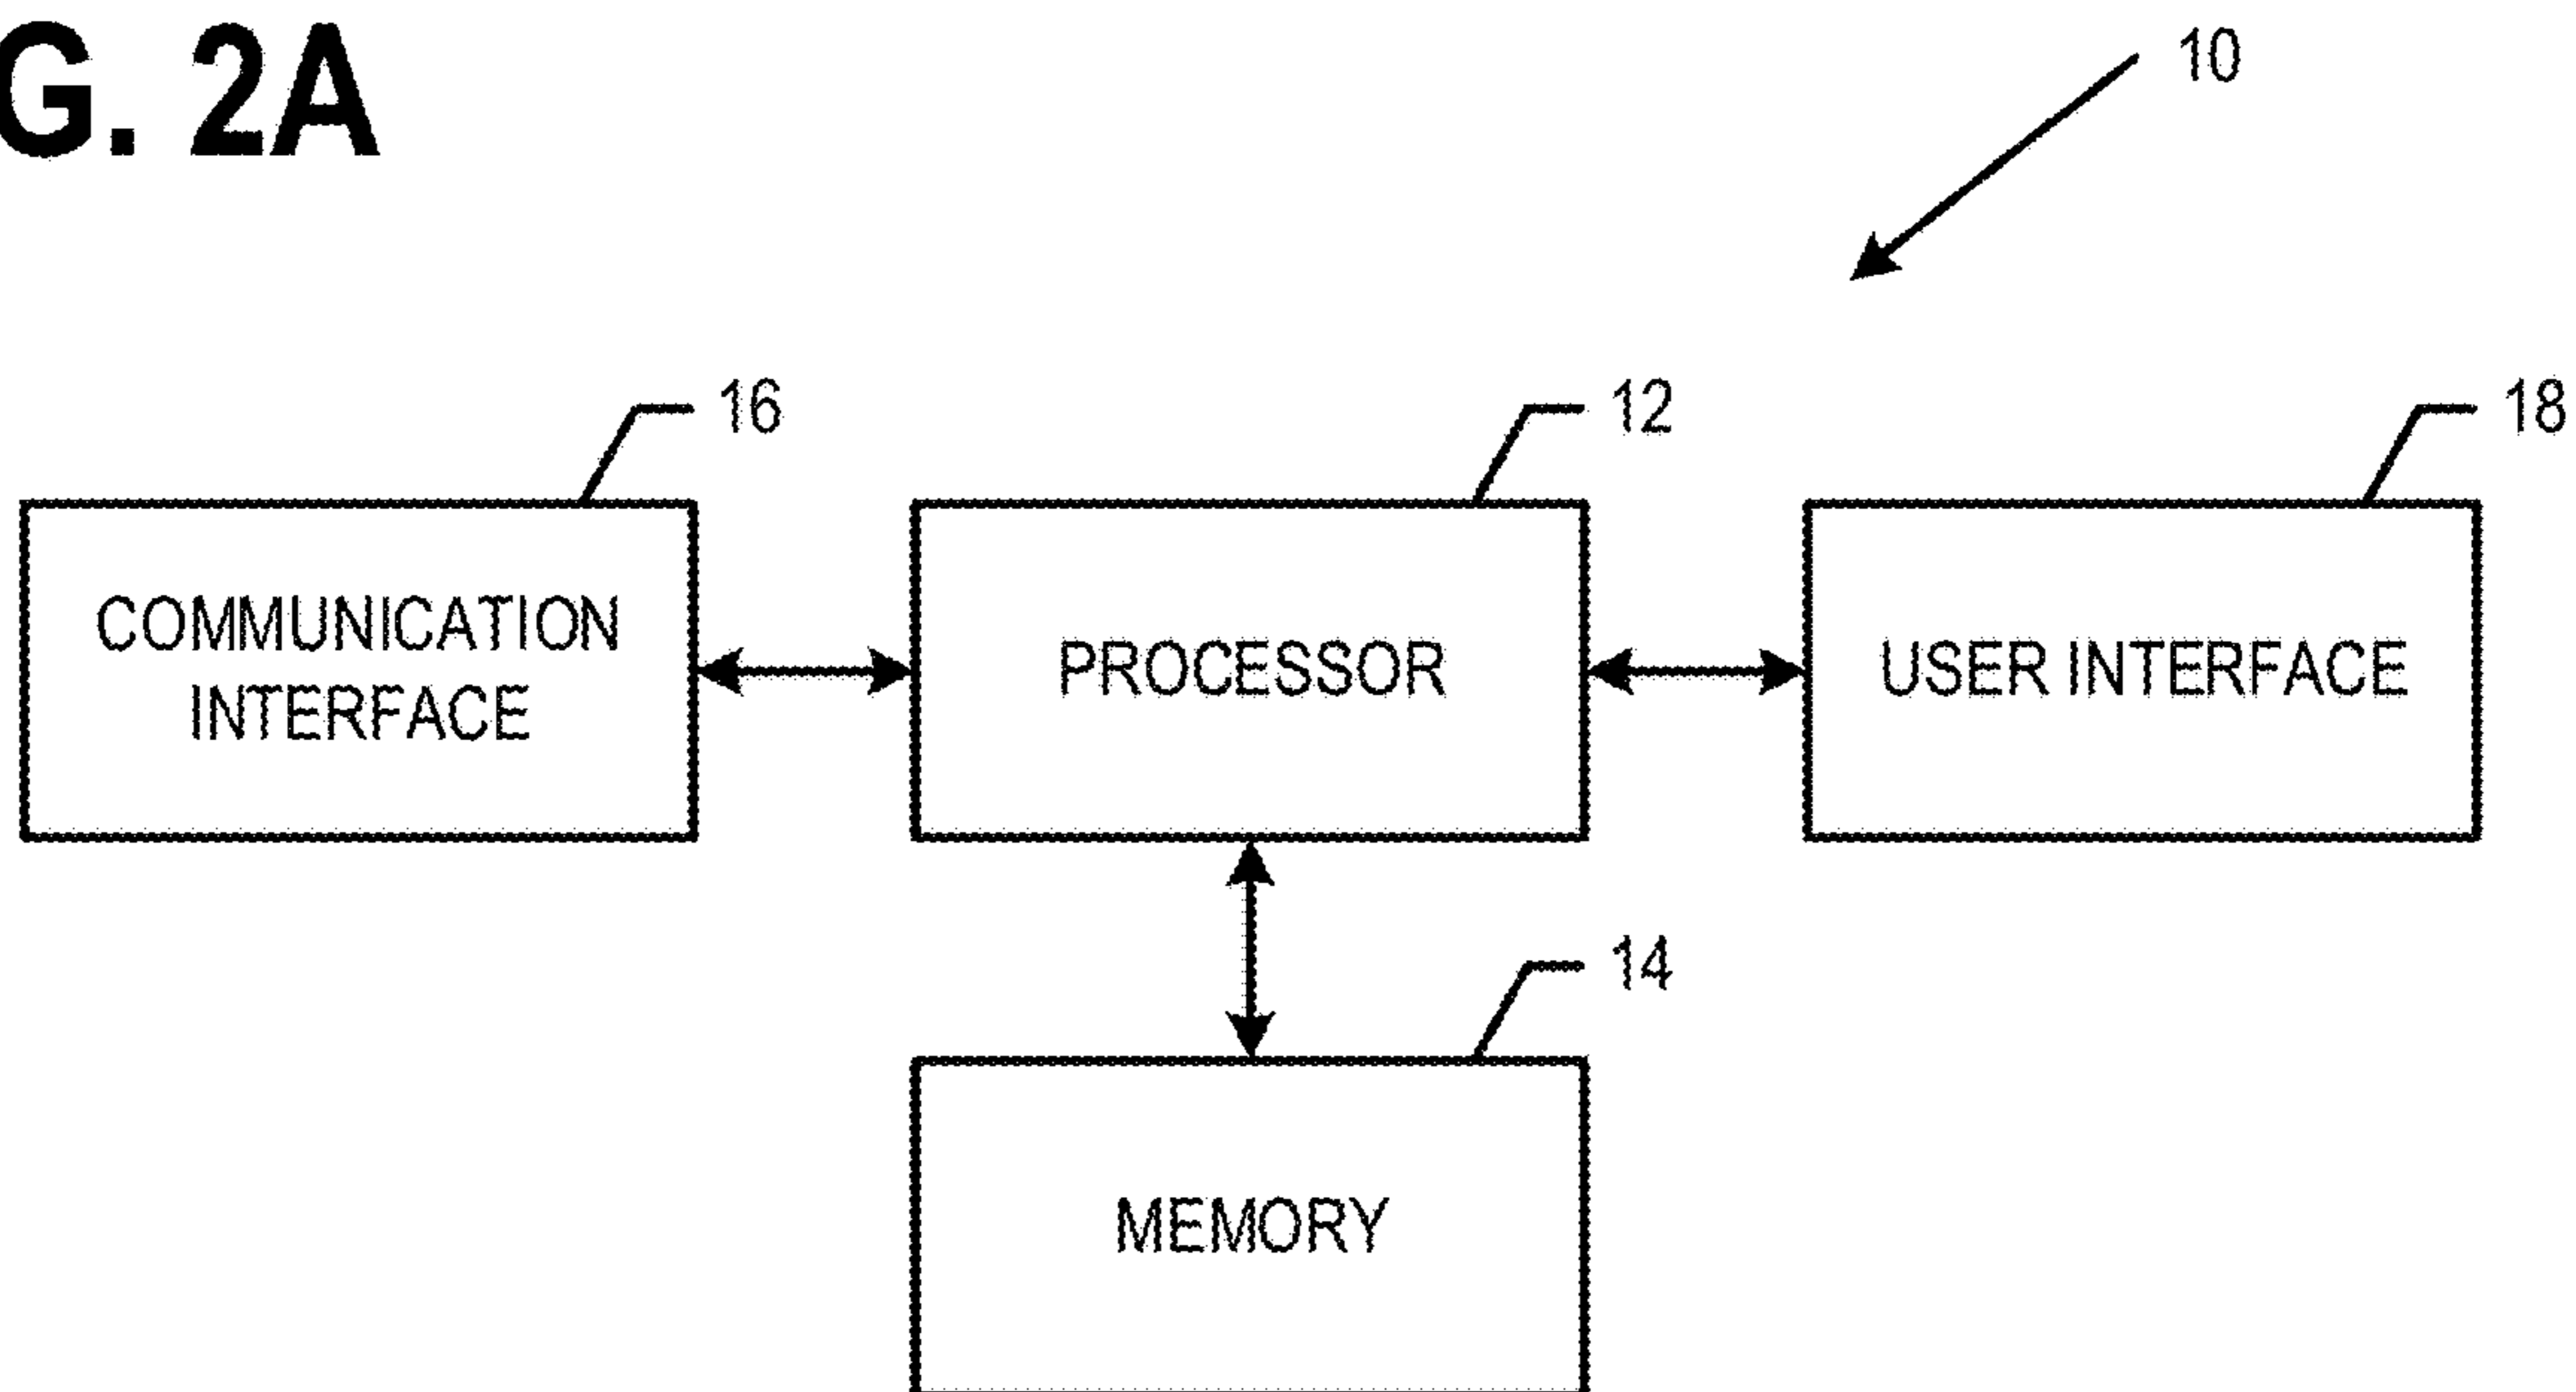 G. 2A
10
16
12
18
COMMUNICATION
INTERFACE
PROCESSOR
USER INTERFACE
14
MEMORY